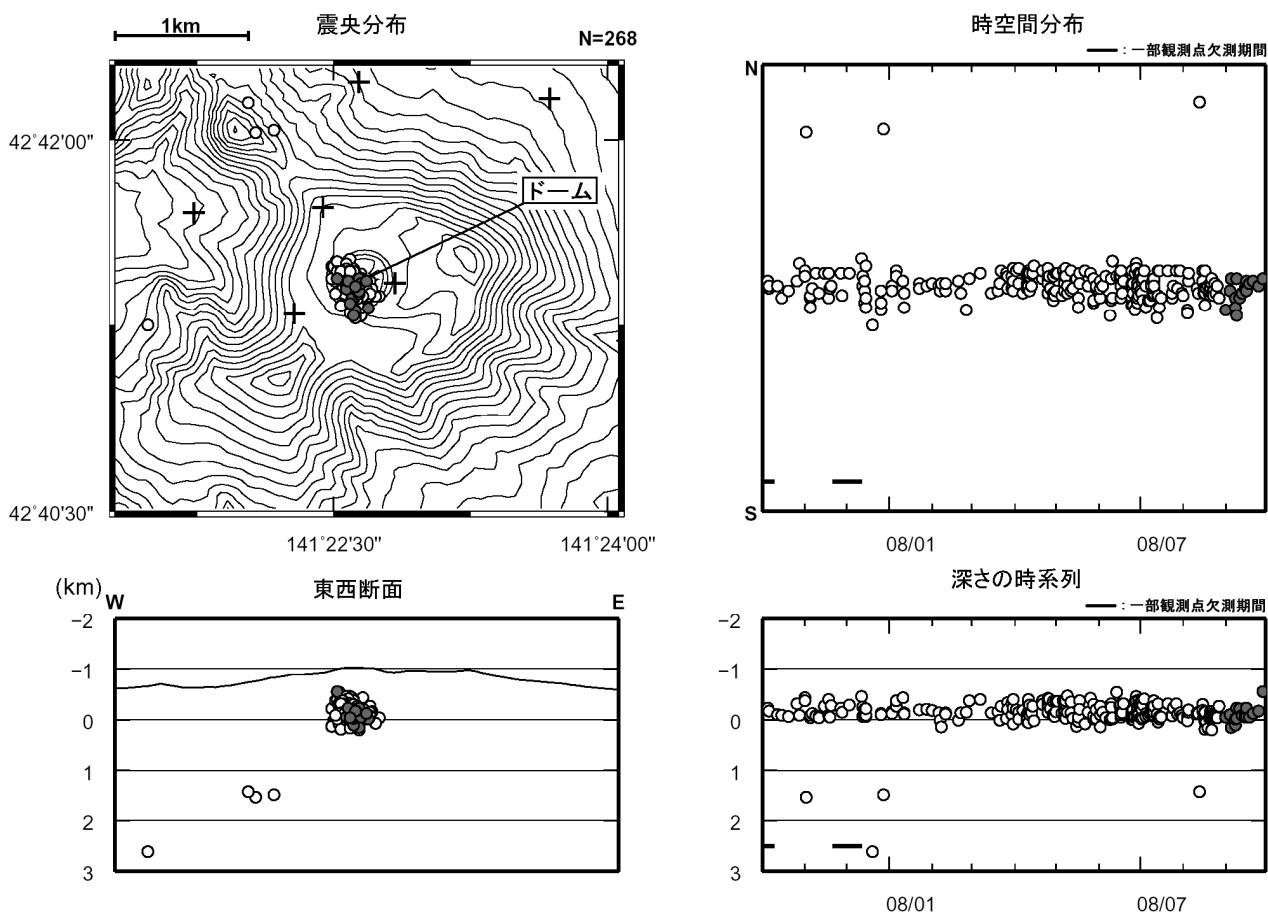 1km
震央分布
N=268
42°42'00"
42°40'30"
141°22'30"
141°24'00"
ドーム
時空間分布
：一部観測点欠測期間
N
S
08/01
08/07
(km)
W
東西断面
E
−2
−1
0
1
2
3
深さの時系列
：一部観測点欠測期間
−2
−1
0
1
2
3
08/01
08/07